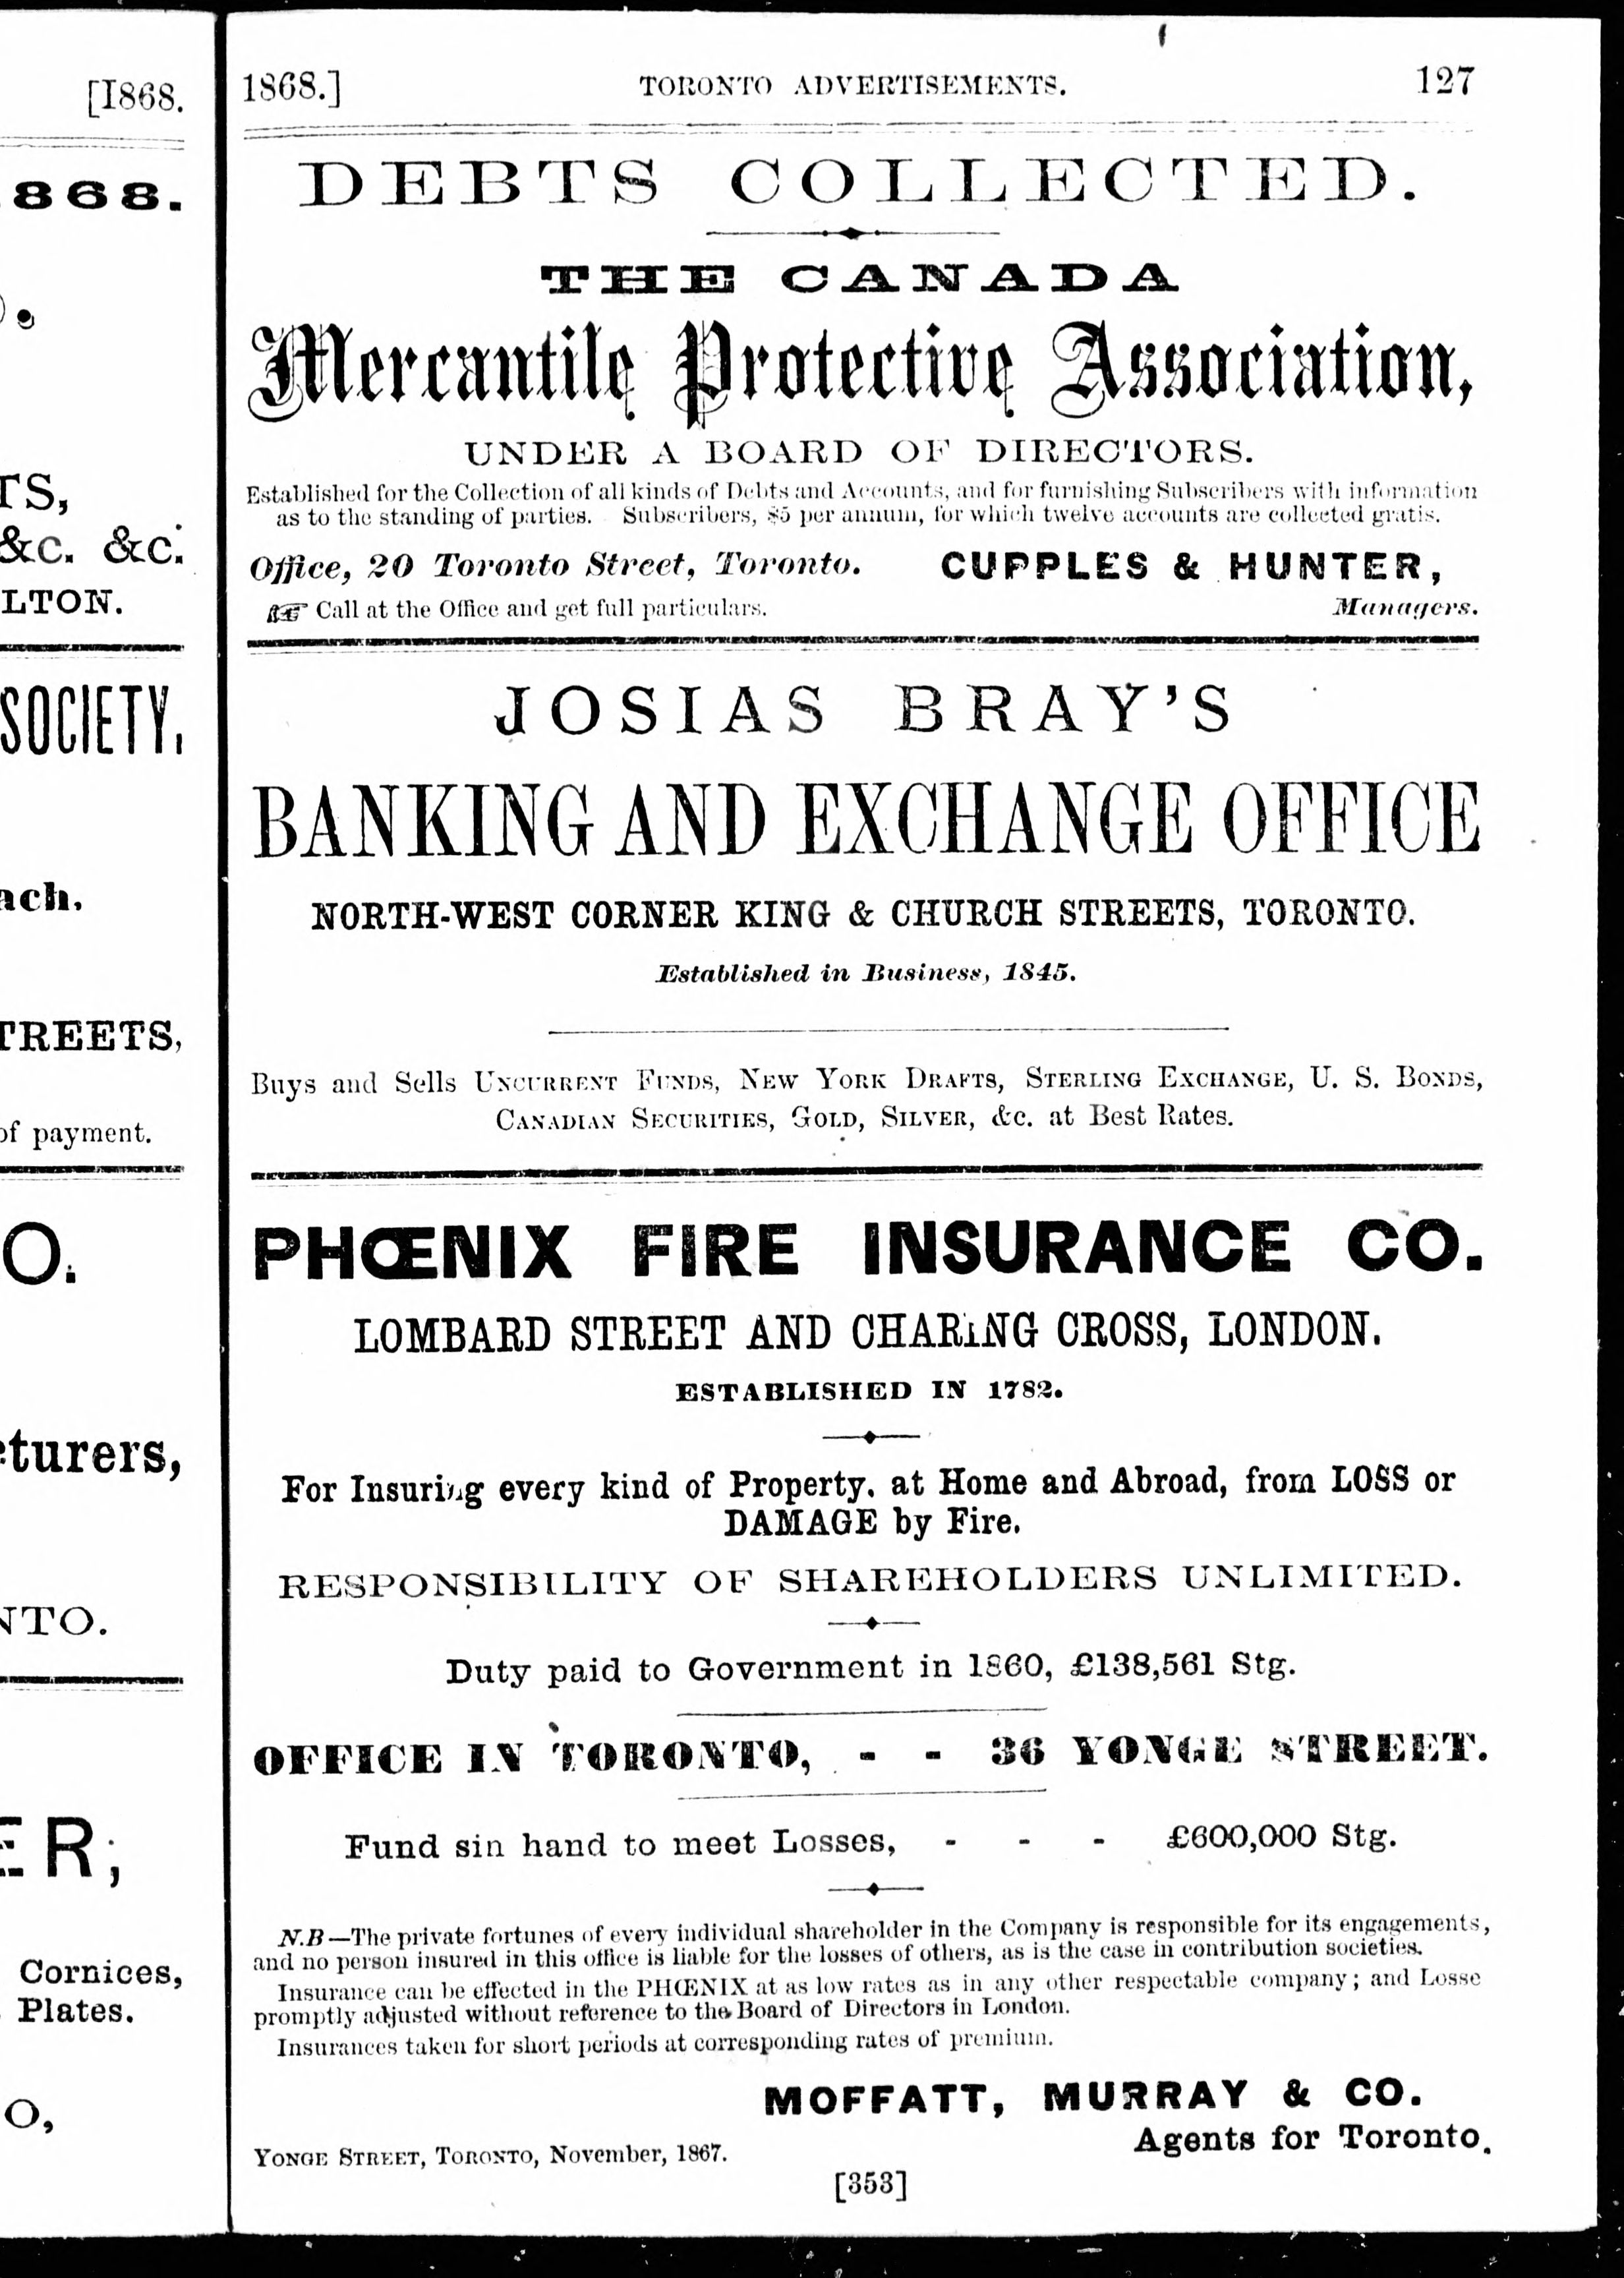 [1868.
868.
TS,
&c. &c.
LTON.
SOCIETY,
ach.
TREETS,
of payment.
O.
cturers,
NTO.
ER;
Cornices,
Plates.
O,
1868.] TORONTO ADVERTISEMENTS. 127
DEBTS COLLECTED.
THE CANADA
Mercantile Protective Association,
UNDER A BOARD OF DIRECTORS.
Established for the Collection of all kinds of Debts and Accounts, and for furnishing Subscribers with information
as to the standing of parties. Subscribers, $5 per annum, for which twelve accounts are collected gratis.
Office, 20 Toronto Street, Toronto. CUPPLES & HUNTER,
☞ Call at the Office and get full particulars. Managers.
JOSIAS BRAY'S
BANKING AND EXCHANGE OFFICE
NORTH-WEST CORNER KING & CHURCH STREETS, TORONTO.
Established in Business, 1845.
Buys and Sells UNCURRENT FUNDS, NEW YORK DRAFTS, STERLING EXCHANGE, U. S. BONDS,
CANADIAN SECURITIES, GOLD, SILVER, &c. at Best Rates.
PHŒNIX FIRE INSURANCE CO.
LOMBARD STREET AND CHARING CROSS, LONDON.
ESTABLISHED IN 1782.
For Insuring every kind of Property. at Home and Abroad, from LOSS or
DAMAGE by Fire.
RESPONSIBILITY OF SHAREHOLDERS UNLIMITED.
Duty paid to Government in 1860, £138,561 Stg.
OFFICE IN TORONTO, - - 36 YONGE STREET.
Fund sin hand to meet Losses, - - - £600,000 Stg.
N.B—The private fortunes of every individual shareholder in the Company is responsible for its engagements,
and no person insured in this office is liable for the losses of others, as is the case in contribution societies.
Insurance can be effected in the PHŒNIX at as low rates as in any other respectable company; and Losse
promptly adjusted without reference to the Board of Directors in London.
Insurances taken for short periods at corresponding rates of premium.
MOFFATT, MURRAY & CO.
Agents for Toronto.
YONGE STREET, TORONTO, November, 1867.
[353]